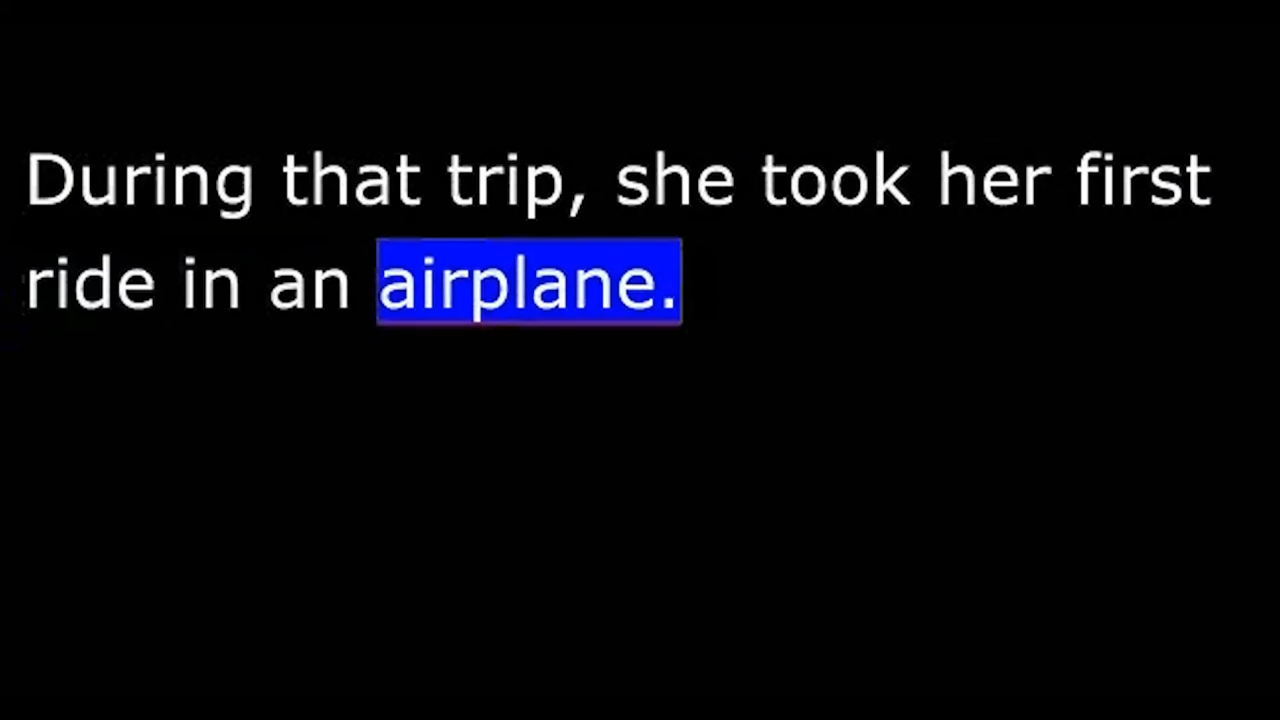 During that trip, she took her first
ride in an airplane.